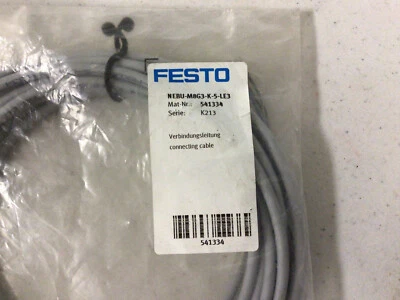 FESTO
NEBU-M8G3-K-5-LE3
Mat-Nr.: 541334
Serie: K213
Verbindungsleitung
connecting cable
541334